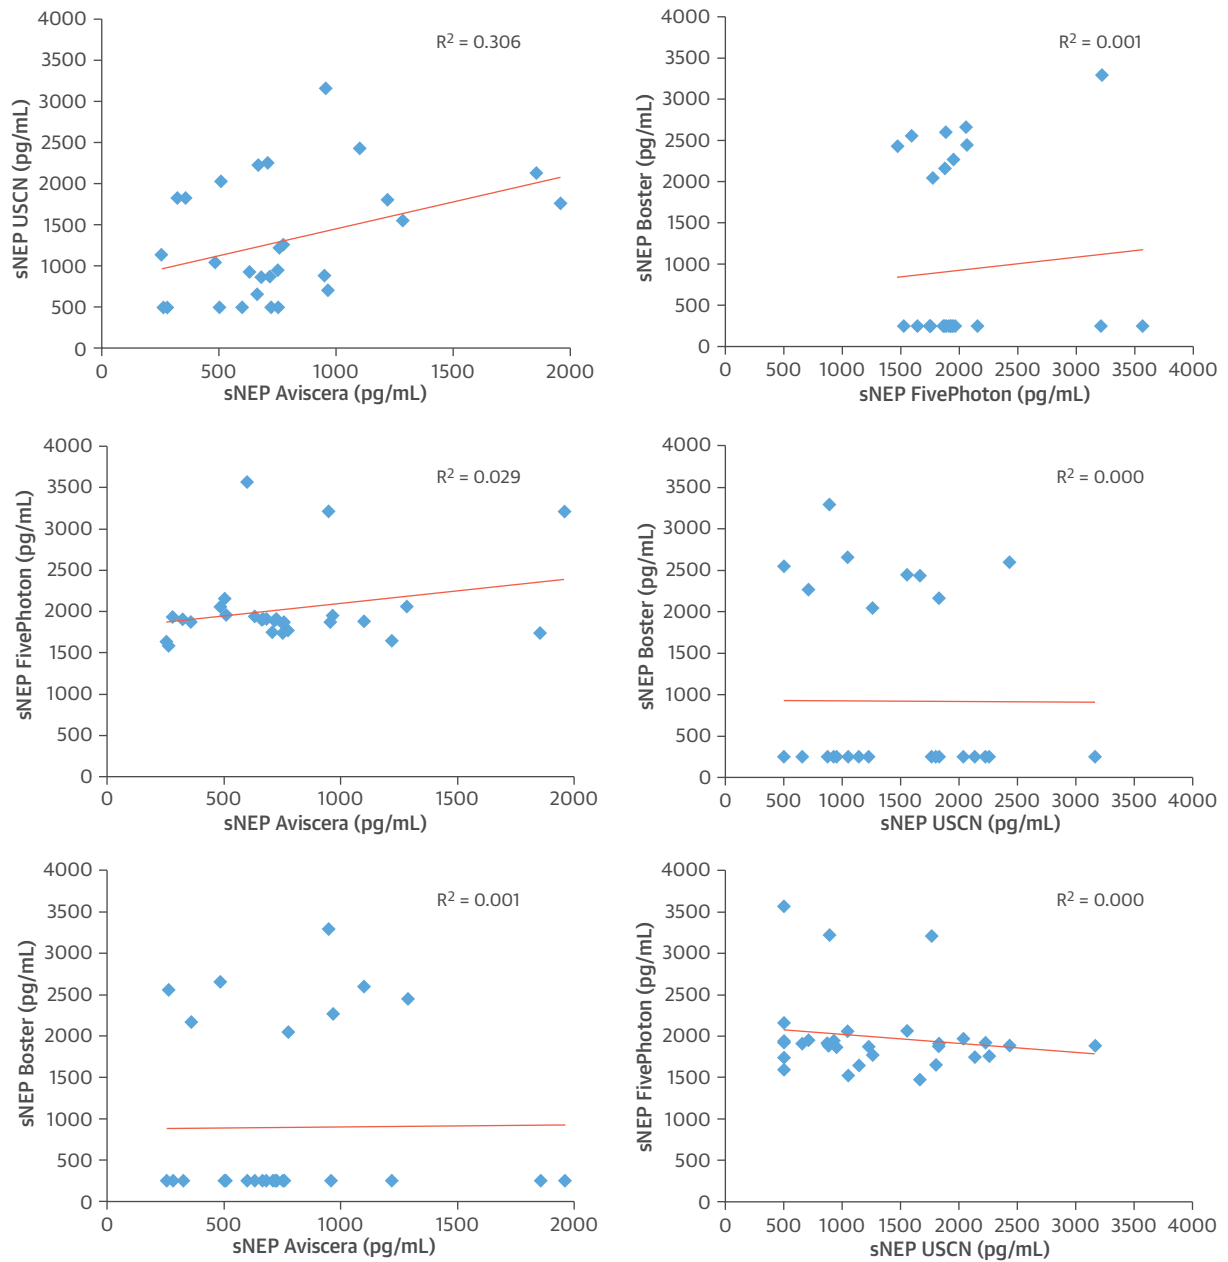 4000
3500
3000
2500
2000
1500
1000
500
0
sNEP USCN (pg/mL)
R² = 0.306
0 500 1000 1500 2000
sNEP Aviscera (pg/mL)
4000
3500
3000
2500
2000
1500
1000
500
0
sNEP Boster (pg/mL)
R² = 0.001
0 500 1000 1500 2000 2500 3000 3500 4000
sNEP FivePhoton (pg/mL)
4000
3500
3000
2500
2000
1500
1000
500
0
sNEP FivePhoton (pg/mL)
R² = 0.029
0 500 1000 1500 2000
sNEP Aviscera (pg/mL)
4000
3500
3000
2500
2000
1500
1000
500
0
sNEP Boster (pg/mL)
R² = 0.000
0 500 1000 1500 2000 2500 3000 3500 4000
sNEP USCN (pg/mL)
4000
3500
3000
2500
2000
1500
1000
500
0
sNEP Boster (pg/mL)
R² = 0.001
0 500 1000 1500 2000
sNEP Aviscera (pg/mL)
4000
3500
3000
2500
2000
1500
1000
500
0
sNEP FivePhoton (pg/mL)
R² = 0.000
0 500 1000 1500 2000 2500 3000 3500 4000
sNEP USCN (pg/mL)